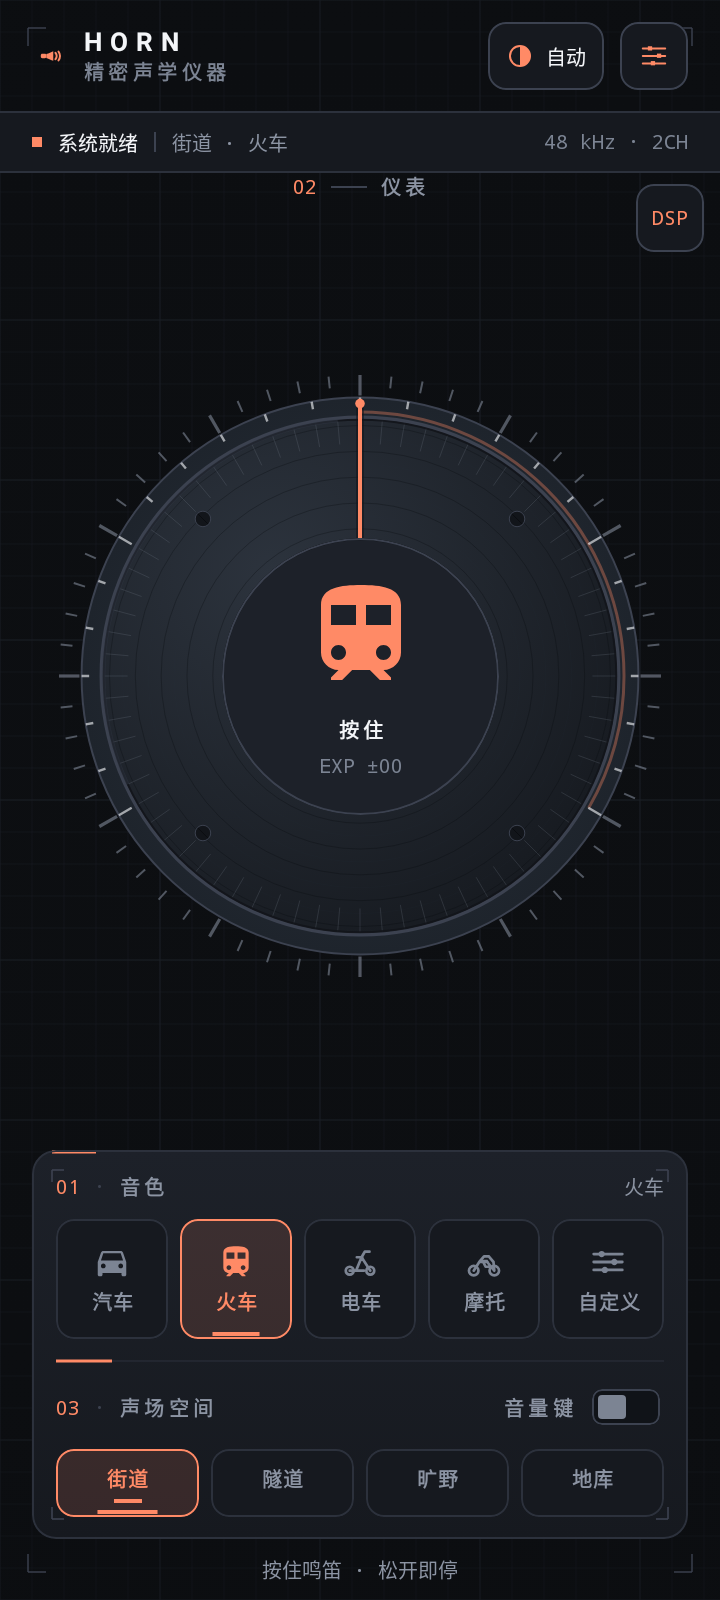 HORN
精密声学仪器
自动
系统就绪 街道 · 火车 48 kHz · 2CH
02 仪表
DSP
按住
EXP ±00
01 · 音色 火车
汽车 火车 电车 摩托 自定义
03 · 声场空间 音量键
街道 隧道 旷野 地库
按住鸣笛 · 松开即停